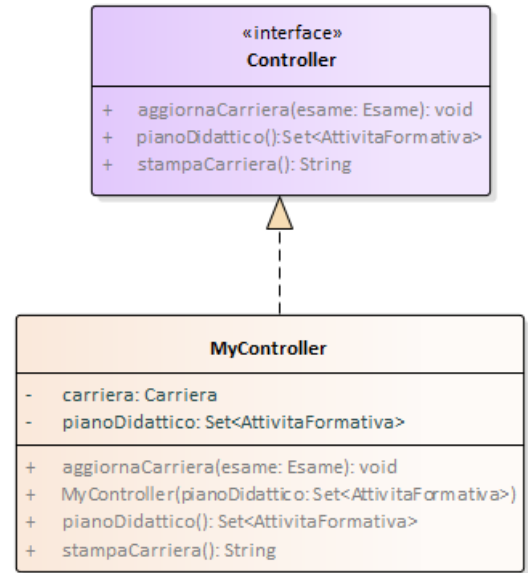 «interface»
Controller
+ aggiornaCarriera(esame: Esame): void
+ pianoDidattico():Set<AttivitaFormativa>
+ stampaCarriera(): String
MyController
- carriera: Carriera
- pianoDidattico: Set<AttivitaFormativa>
+ aggiornaCarriera(esame: Esame): void
+ MyController(pianoDidattico: Set<AttivitaFormativa>)
+ pianoDidattico(): Set<AttivitaFormativa>
+ stampaCarriera(): String